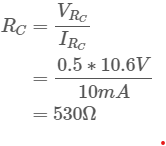 R_C = V_{R_C} / I_{R_C}
= 0.5 * 10.6V / 10mA
= 530Ω
.